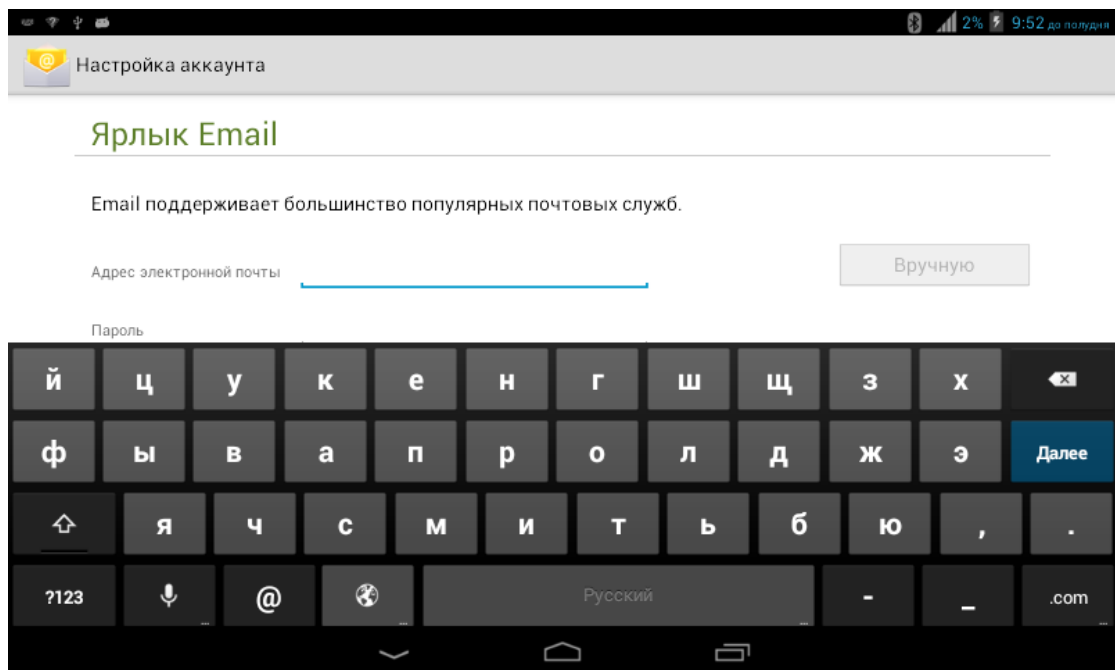 2% 9:52 до полудня
Настройка аккаунта
Ярлык Email
Email поддерживает большинство популярных почтовых служб.
Адрес электронной почты
Вручную
Пароль
й ц у к е н г ш щ з х
ф ы в а п р о л д ж э Далее
я ч с м и т ь б ю , .
?123 @ Русский - _ .com